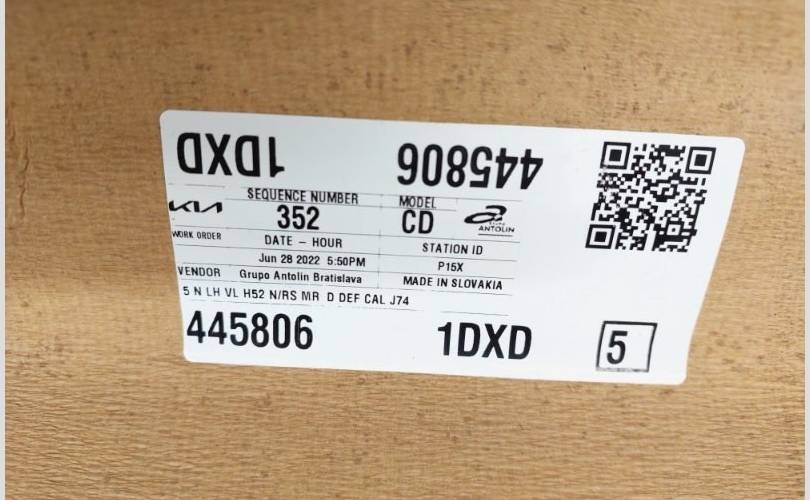 1DXD 445806
SEQUENCE NUMBER MODEL
KIA 352 CD ANTOLIN
WORK ORDER DATE - HOUR STATION ID
Jun 28 2022 5:50PM P15X
VENDOR Grupo Antolin Bratislava MADE IN SLOVAKIA
5 N LH VL H52 N/RS MR D DEF CAL J74
445806 1DXD 5